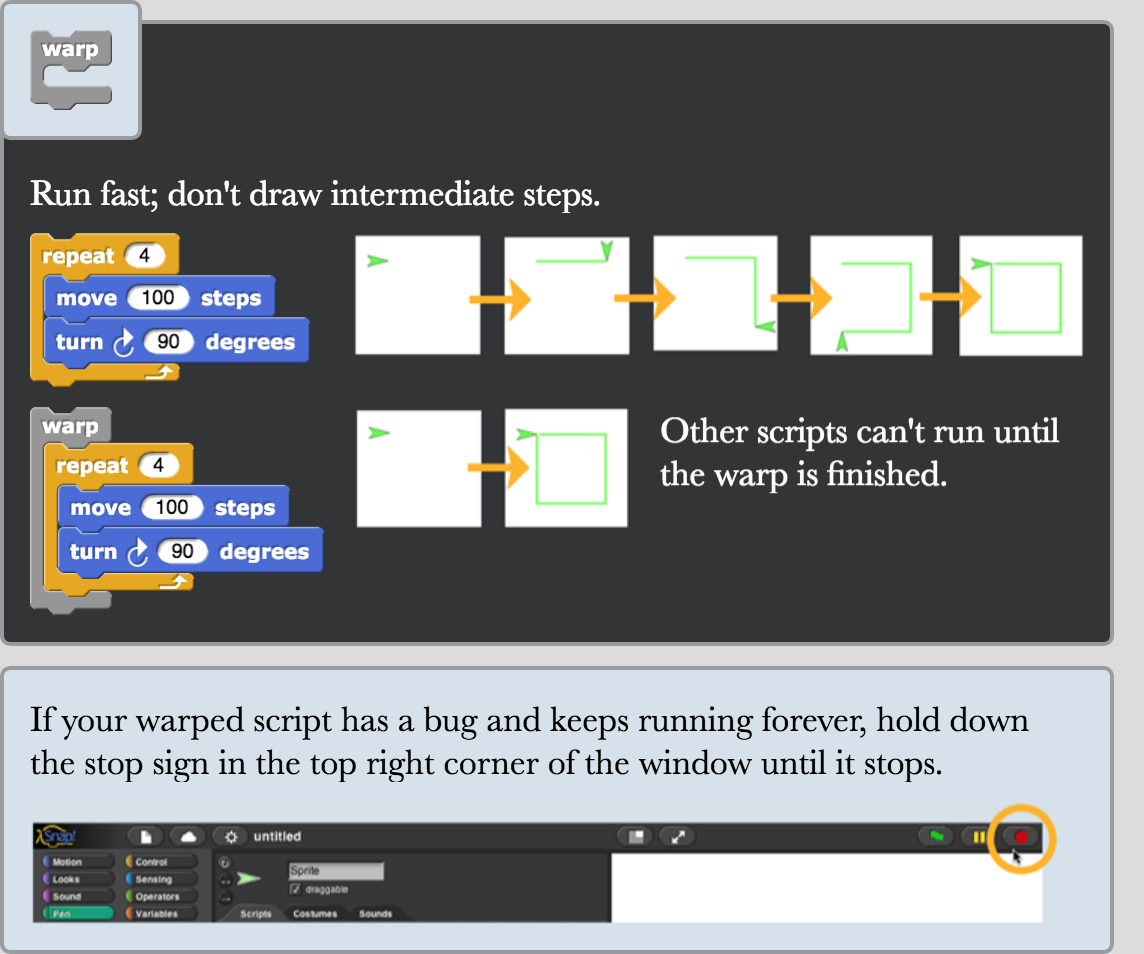 warp
Run fast; don't draw intermediate steps.
repeat 4
move 100 steps
turn 90 degrees
warp
repeat 4
move 100 steps
turn 90 degrees
Other scripts can't run until
the warp is finished.
If your warped script has a bug and keeps running forever, hold down
the stop sign in the top right corner of the window until it stops.
Snap! untitled
Motion Control
Looks Sensing
Sound Operators
Pen Variables
Sprite
draggable
Scripts Costumes Sounds